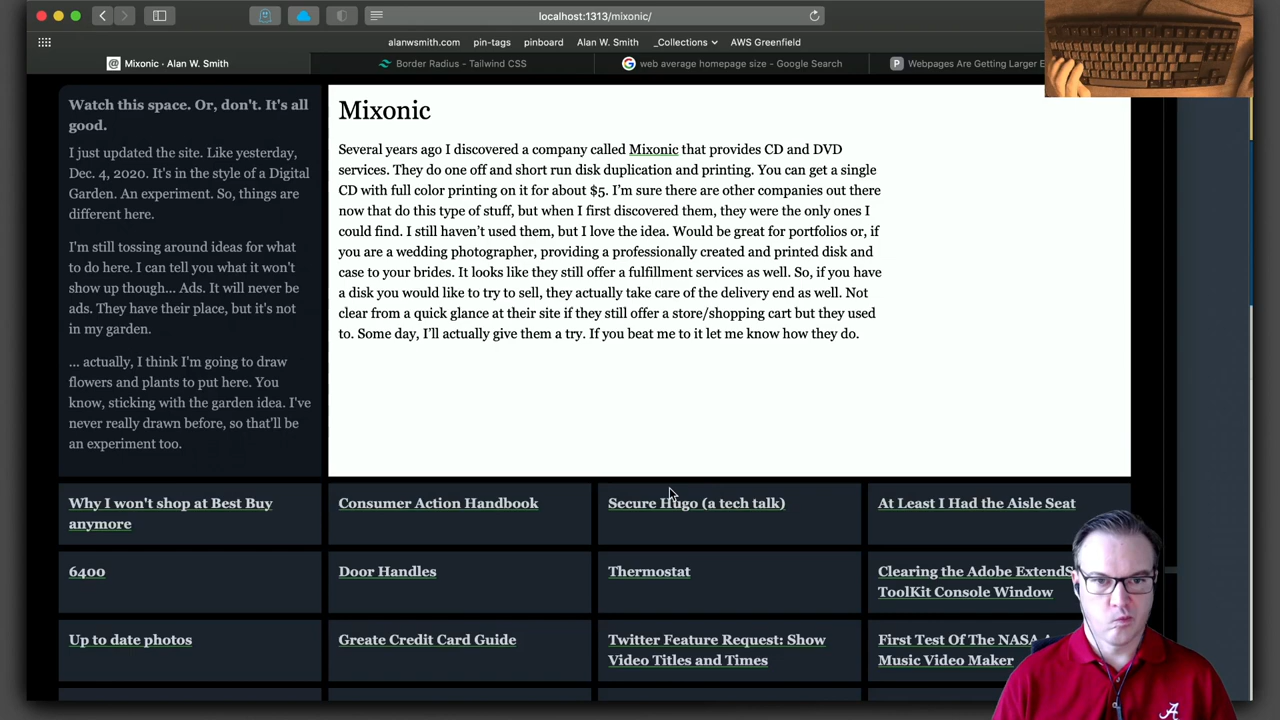 localhost:1313/mixonic/
alanwsmith.com pin-tags pinboard Alan W. Smith _Collections AWS Greenfield
@ Mixonic - Alan W. Smith
Border Radius - Tailwind CSS
G web average homepage size - Google Search
P Webpages Are Getting Larger E
Watch this space. Or, don't. It's all
good.
I just updated the site. Like yesterday,
Dec. 4, 2020. It's in the style of a Digital
Garden. An experiment. So, things are
different here.
I'm still tossing around ideas for what
to do here. I can tell you what it won't
show up though... Ads. It will never be
ads. They have their place, but it's not
in my garden.
... actually, I think I'm going to draw
flowers and plants to put here. You
know, sticking with the garden idea. I've
never really drawn before, so that'll be
an experiment too.
Mixonic
Several years ago I discovered a company called Mixonic that provides CD and DVD
services. They do one off and short run disk duplication and printing. You can get a single
CD with full color printing on it for about $5. I’m sure there are other companies out there
now that do this type of stuff, but when I first discovered them, they were the only ones I
could find. I still haven’t used them, but I love the idea. Would be great for portfolios or, if
you are a wedding photographer, providing a professionally created and printed disk and
case to your brides. It looks like they still offer a fulfillment services as well. So, if you have
a disk you would like to try to sell, they actually take care of the delivery end as well. Not
clear from a quick glance at their site if they still offer a store/shopping cart but they used
to. Some day, I’ll actually give them a try. If you beat me to it let me know how they do.
Why I won't shop at Best Buy
anymore
Consumer Action Handbook
Secure Hugo (a tech talk)
At Least I Had the Aisle Seat
6400
Door Handles
Thermostat
Clearing the Adobe ExtendS
ToolKit Console Window
Up to date photos
Greate Credit Card Guide
Twitter Feature Request: Show
Video Titles and Times
First Test Of The NASA
Music Video Maker
A